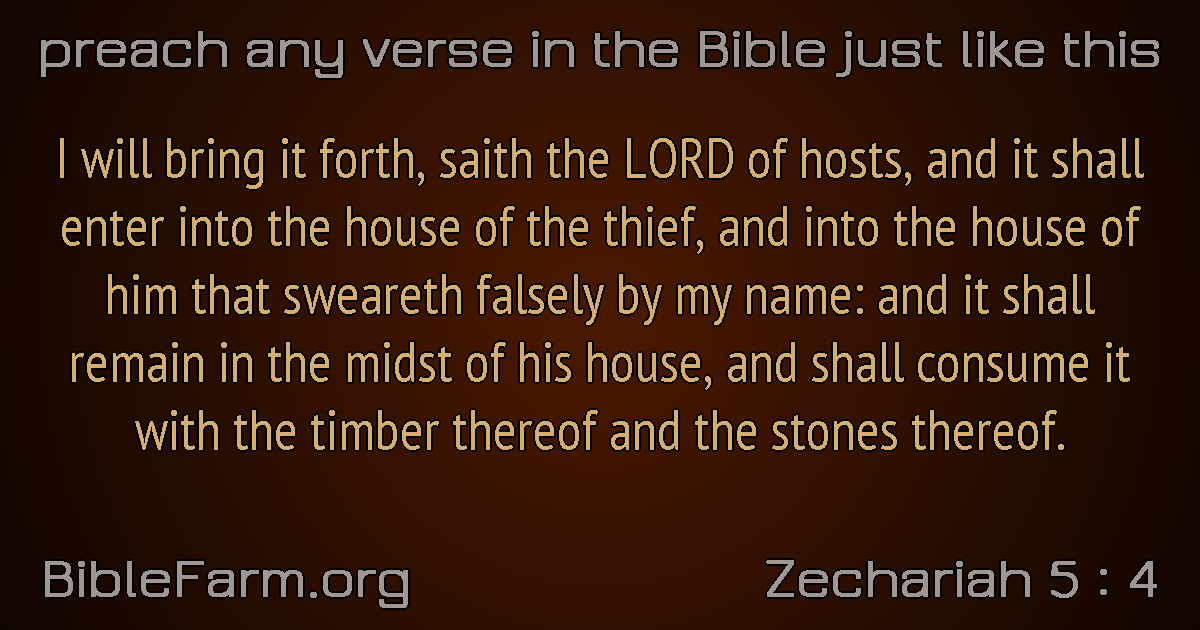 preach any verse in the Bible just like this
I will bring it forth, saith the LORD of hosts, and it shall
enter into the house of the thief, and into the house of
him that sweareth falsely by my name: and it shall
remain in the midst of his house, and shall consume it
with the timber thereof and the stones thereof.
BibleFarm.org
Zechariah 5 : 4